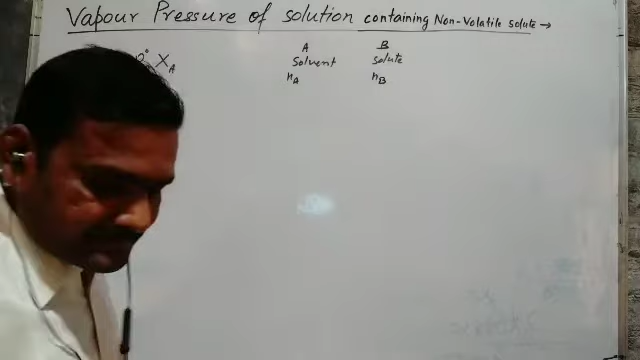 Vapour Pressure of solution containing Non-Volatile solute →
A B
P° X_A Solvent Solute
n_A n_B